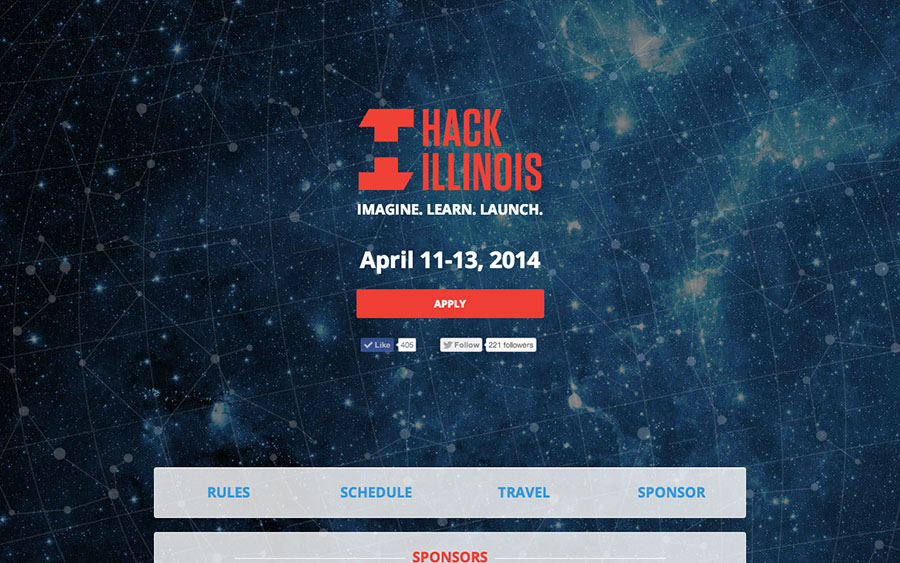 HACK
ILLINOIS
IMAGINE. LEARN. LAUNCH.
April 11-13, 2014
APPLY
Like 405 Follow 221 followers
RULES SCHEDULE TRAVEL SPONSOR
SPONSORS